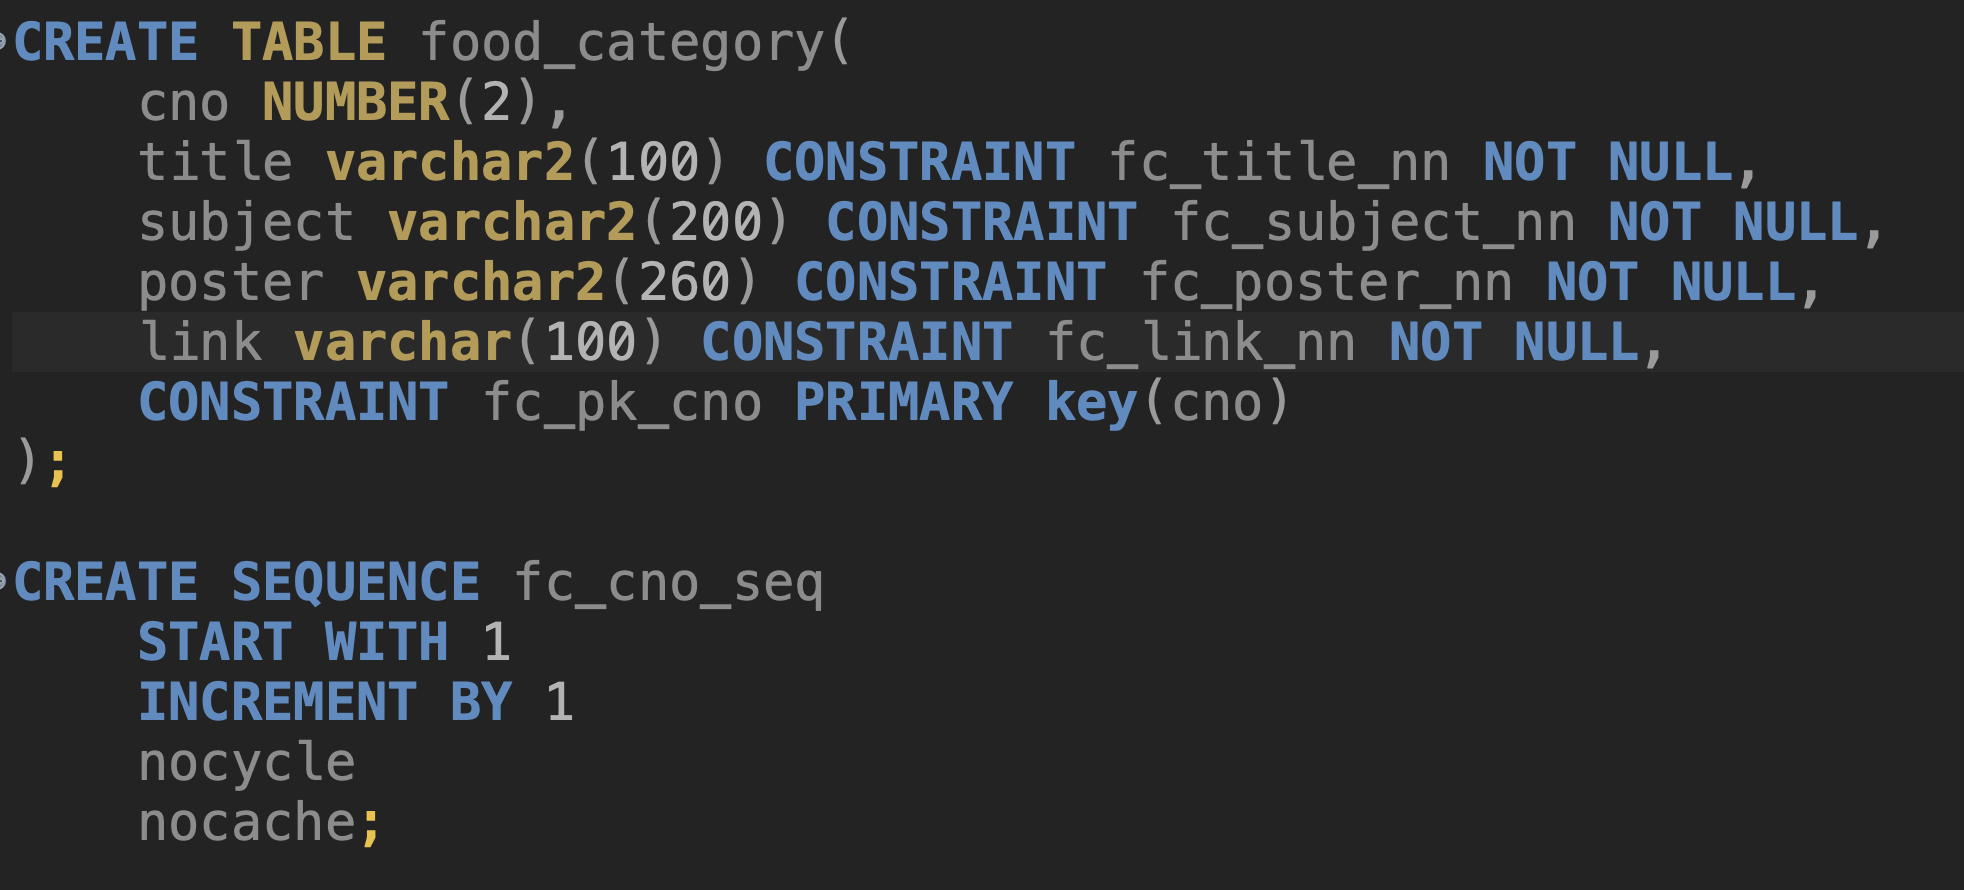 CREATE TABLE food_category(
    cno NUMBER(2),
    title varchar2(100) CONSTRAINT fc_title_nn NOT NULL,
    subject varchar2(200) CONSTRAINT fc_subject_nn NOT NULL,
    poster varchar2(260) CONSTRAINT fc_poster_nn NOT NULL,
    link varchar(100) CONSTRAINT fc_link_nn NOT NULL,
    CONSTRAINT fc_pk_cno PRIMARY key(cno)
);
CREATE SEQUENCE fc_cno_seq
    START WITH 1
    INCREMENT BY 1
    nocycle
    nocache;